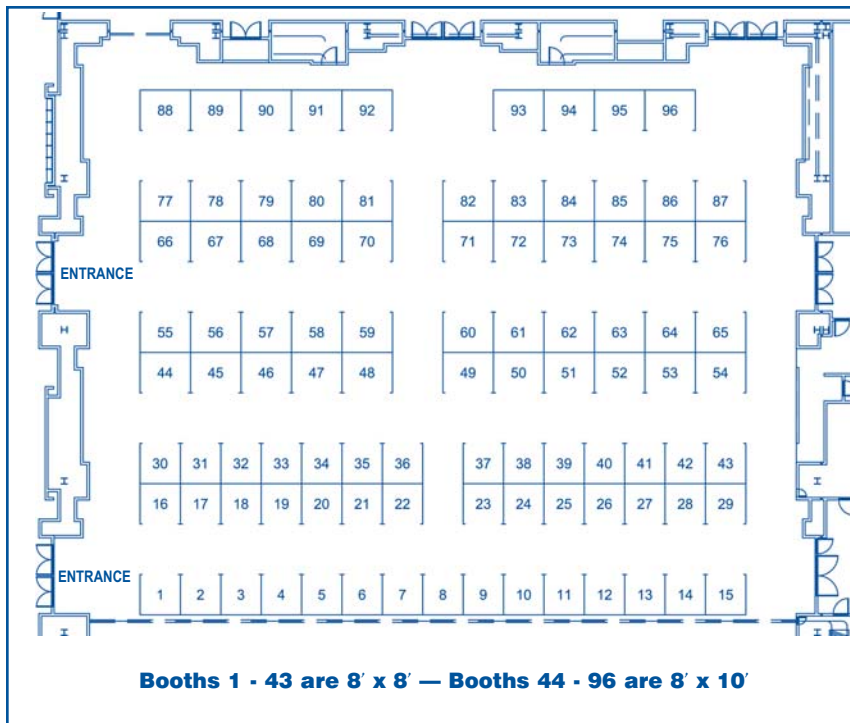 88 89 90 91 92 93 94 95 96
77 78 79 80 81 82 83 84 85 86 87
66 67 68 69 70 71 72 73 74 75 76
ENTRANCE
55 56 57 58 59 60 61 62 63 64 65
44 45 46 47 48 49 50 51 52 53 54
30 31 32 33 34 35 36 37 38 39 40 41 42 43
16 17 18 19 20 21 22 23 24 25 26 27 28 29
ENTRANCE
1 2 3 4 5 6 7 8 9 10 11 12 13 14 15
Booths 1 - 43 are 8′ x 8′ — Booths 44 - 96 are 8′ x 10′